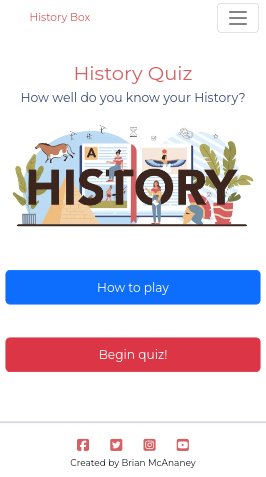 History Box
History Quiz
How well do you know your History?
A
HISTORY
How to play
Begin quiz!
Created by Brian McAnaney